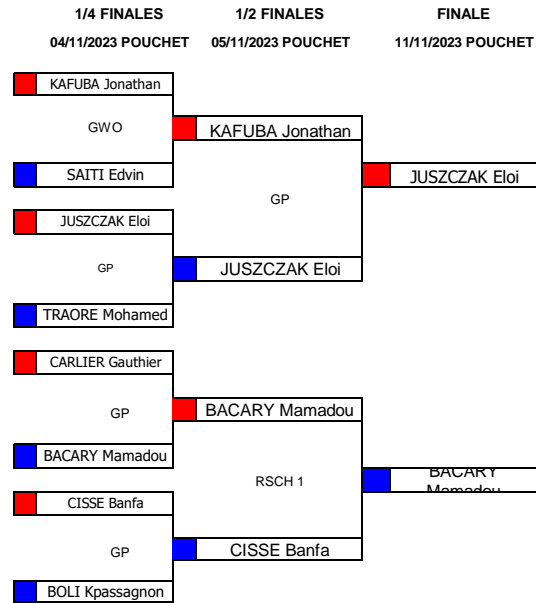 1/4 FINALES 1/2 FINALES FINALE
04/11/2023 POUCHET 05/11/2023 POUCHET 11/11/2023 POUCHET
KAFUBA Jonathan
GWO
KAFUBA Jonathan
SAITI Edvin
JUSZCZAK Eloi
GP
JUSZCZAK Eloi
GP
JUSZCZAK Eloi
TRAORE Mohamed
CARLIER Gauthier
GP
BACARY Mamadou
BACARY Mamadou
RSCH 1
BACARY
Mamadou
CISSE Banfa
GP
CISSE Banfa
BOLI Kpassagnon